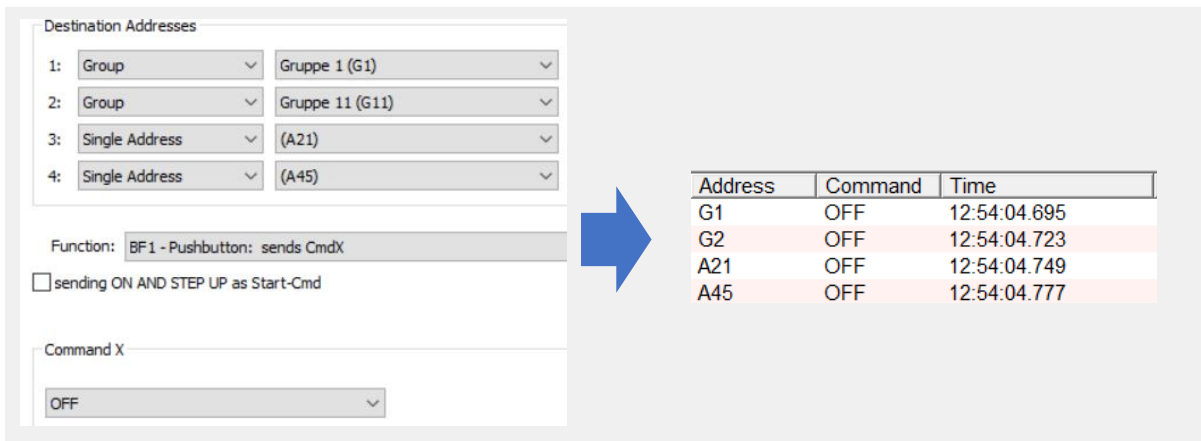 Destination Addresses
1: Group Gruppe 1 (G1)
2: Group Gruppe 11 (G11)
3: Single Address (A21)
4: Single Address (A45)
Function: BF1 - Pushbutton: sends CmdX
sending ON AND STEP UP as Start-Cmd
Command X
OFF
Address Command Time
G1 OFF 12:54:04.695
G2 OFF 12:54:04.723
A21 OFF 12:54:04.749
A45 OFF 12:54:04.777